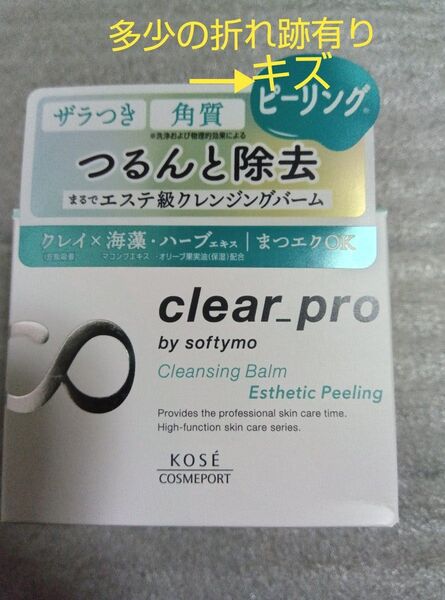 多少の折れ跡有り
→キズ
ピーリング®
ザラつき 角質
※洗浄および物理的効果による
つるんと除去
まるでエステ級クレンジングバーム
クレイ×海藻・ハーブエキス | まつエクOK
マコンブエキス・オリーブ果実油(保湿)配合
clear_pro
by softymo
Cleansing Balm
Esthetic Peeling
Provides the professional skin care time.
High-function skin care series.
KOSÉ
COSMEPORT